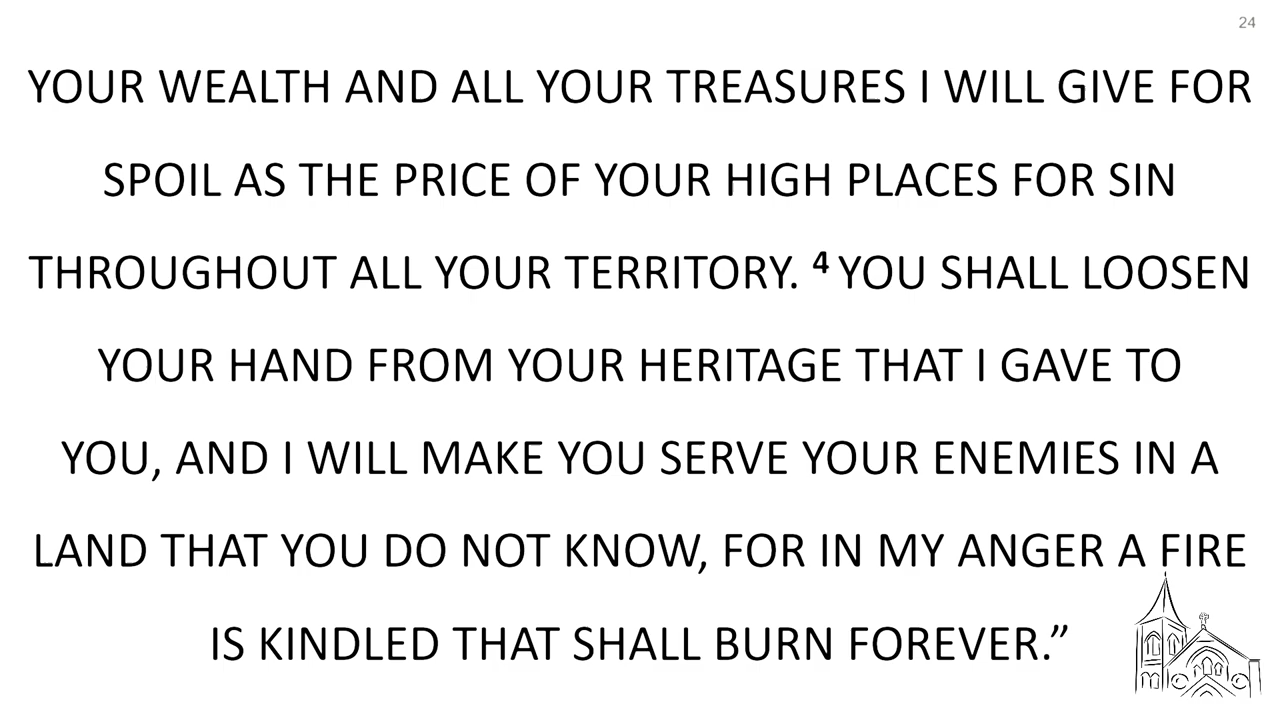 24
YOUR WEALTH AND ALL YOUR TREASURES I WILL GIVE FOR
SPOIL AS THE PRICE OF YOUR HIGH PLACES FOR SIN
THROUGHOUT ALL YOUR TERRITORY. ⁴ YOU SHALL LOOSEN
YOUR HAND FROM YOUR HERITAGE THAT I GAVE TO
YOU, AND I WILL MAKE YOU SERVE YOUR ENEMIES IN A
LAND THAT YOU DO NOT KNOW, FOR IN MY ANGER A FIRE
IS KINDLED THAT SHALL BURN FOREVER.”